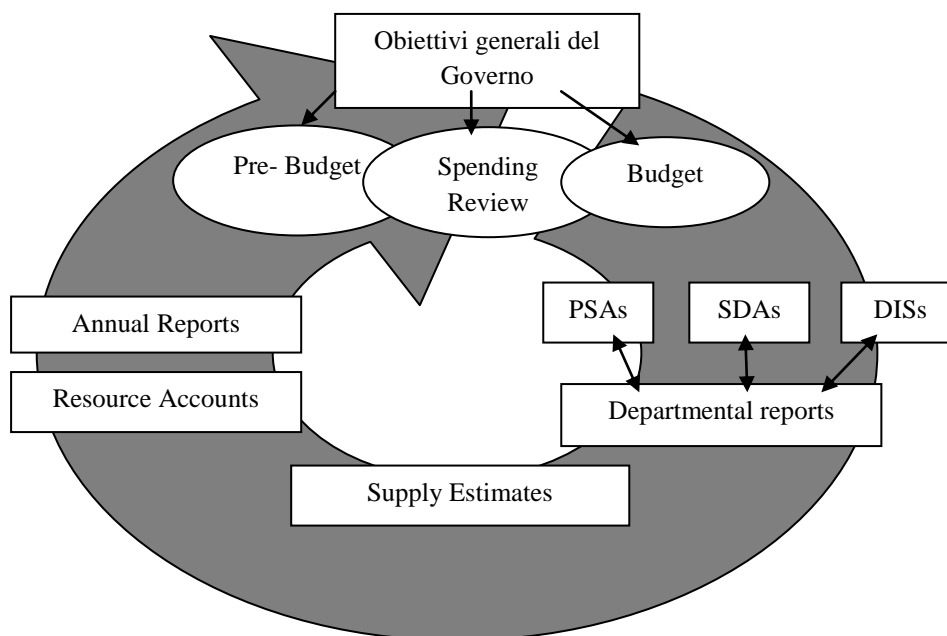 Obiettivi generali del
Governo
Pre- Budget
Spending
Review
Budget
PSAs
SDAs
DISs
Annual Reports
Resource Accounts
Departmental reports
Supply Estimates